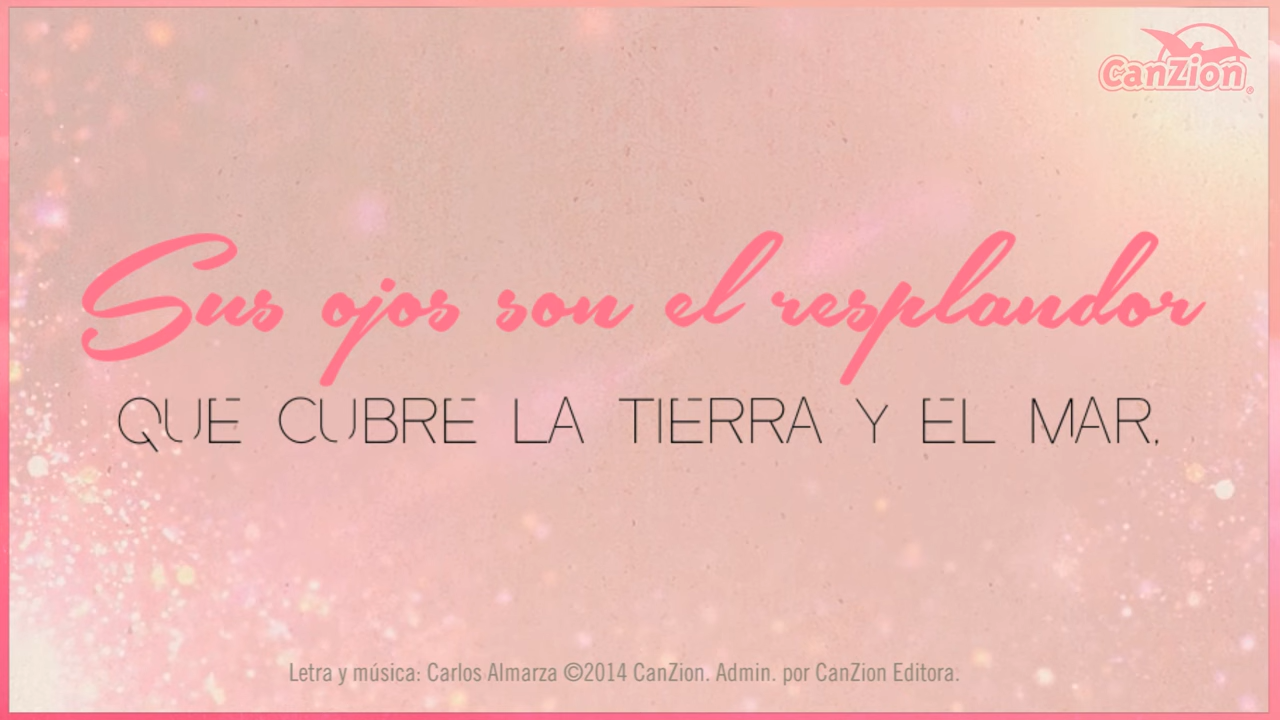 CanZion®
Sus ojos son el resplandor
QUE CUBRE LA TIERRA Y EL MAR,
Letra y música: Carlos Almarza ©2014 CanZion. Admin. por CanZion Editora.